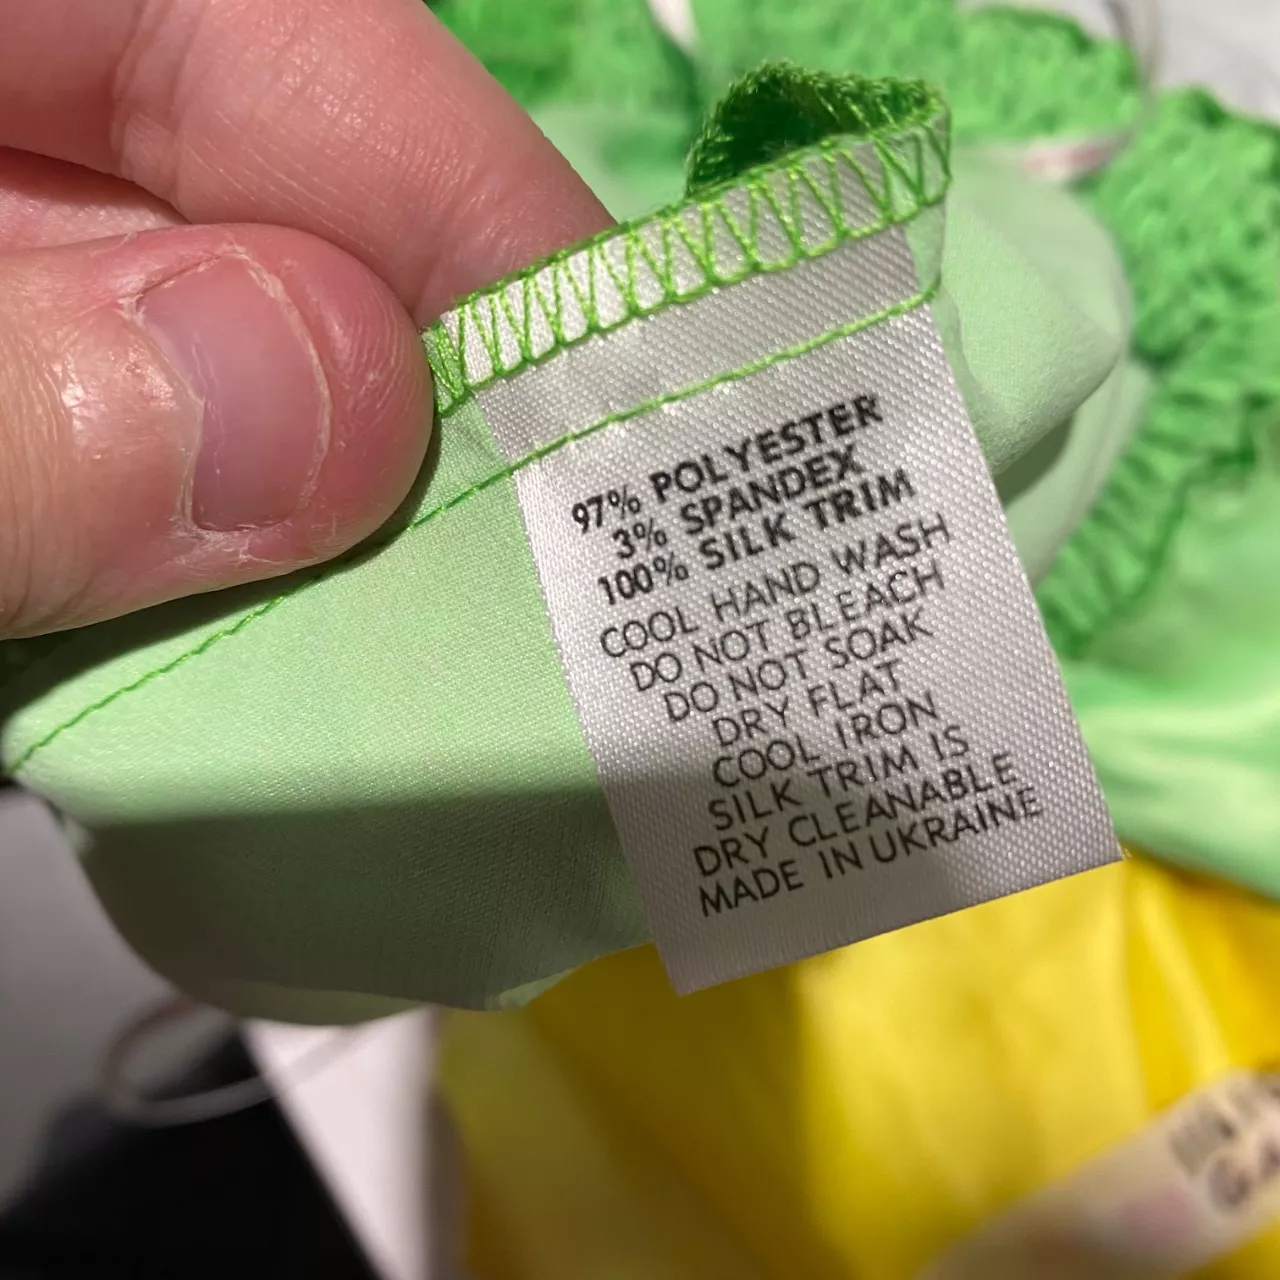 97% POLYESTER
3% SPANDEX
100% SILK TRIM
COOL HAND WASH
DO NOT BLEACH
DO NOT SOAK
DRY FLAT
COOL IRON
SILK TRIM IS
DRY CLEANABLE
MADE IN UKRAINE